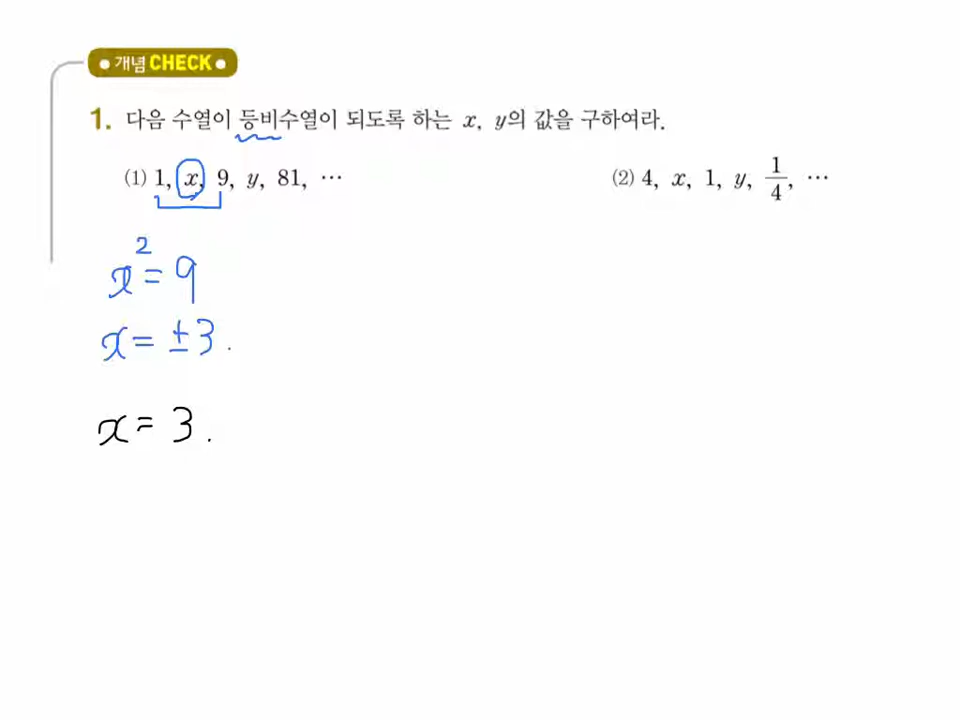 개념 CHECK
1. 다음 수열이 등비수열이 되도록 하는 x, y의 값을 구하여라.
(1) 1, x, 9, y, 81, ⋯
(2) 4, x, 1, y, 1/4, ⋯
x² = 9
x = ±3.
x = 3.